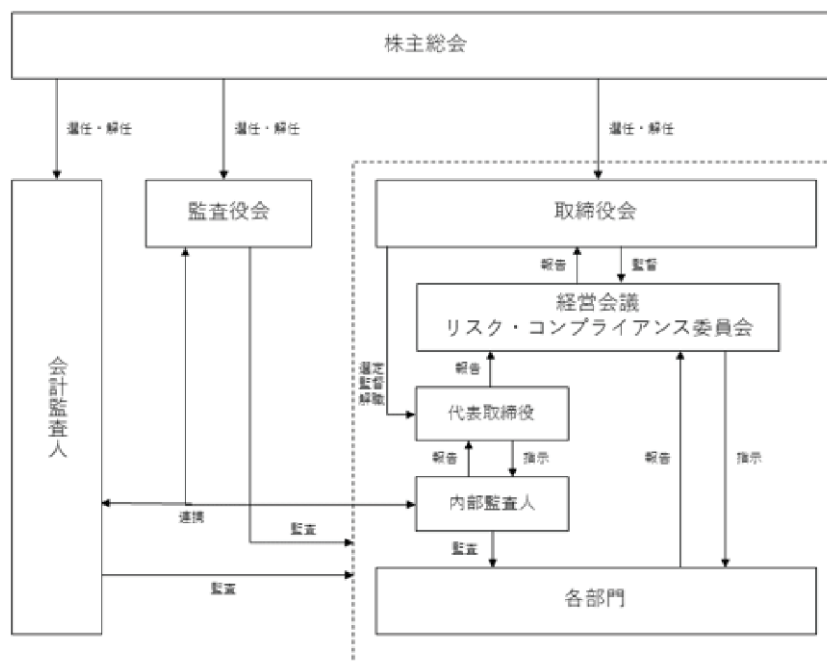 株主総会
選任・解任
選任・解任
選任・解任
監査役会
取締役会
報告
監督
経営会議
リスク・コンプライアンス委員会
会計監査人
選定
監督
解職
報告
代表取締役
報告
指示
報告
指示
内部監査人
連携
監査
監査
監査
各部門